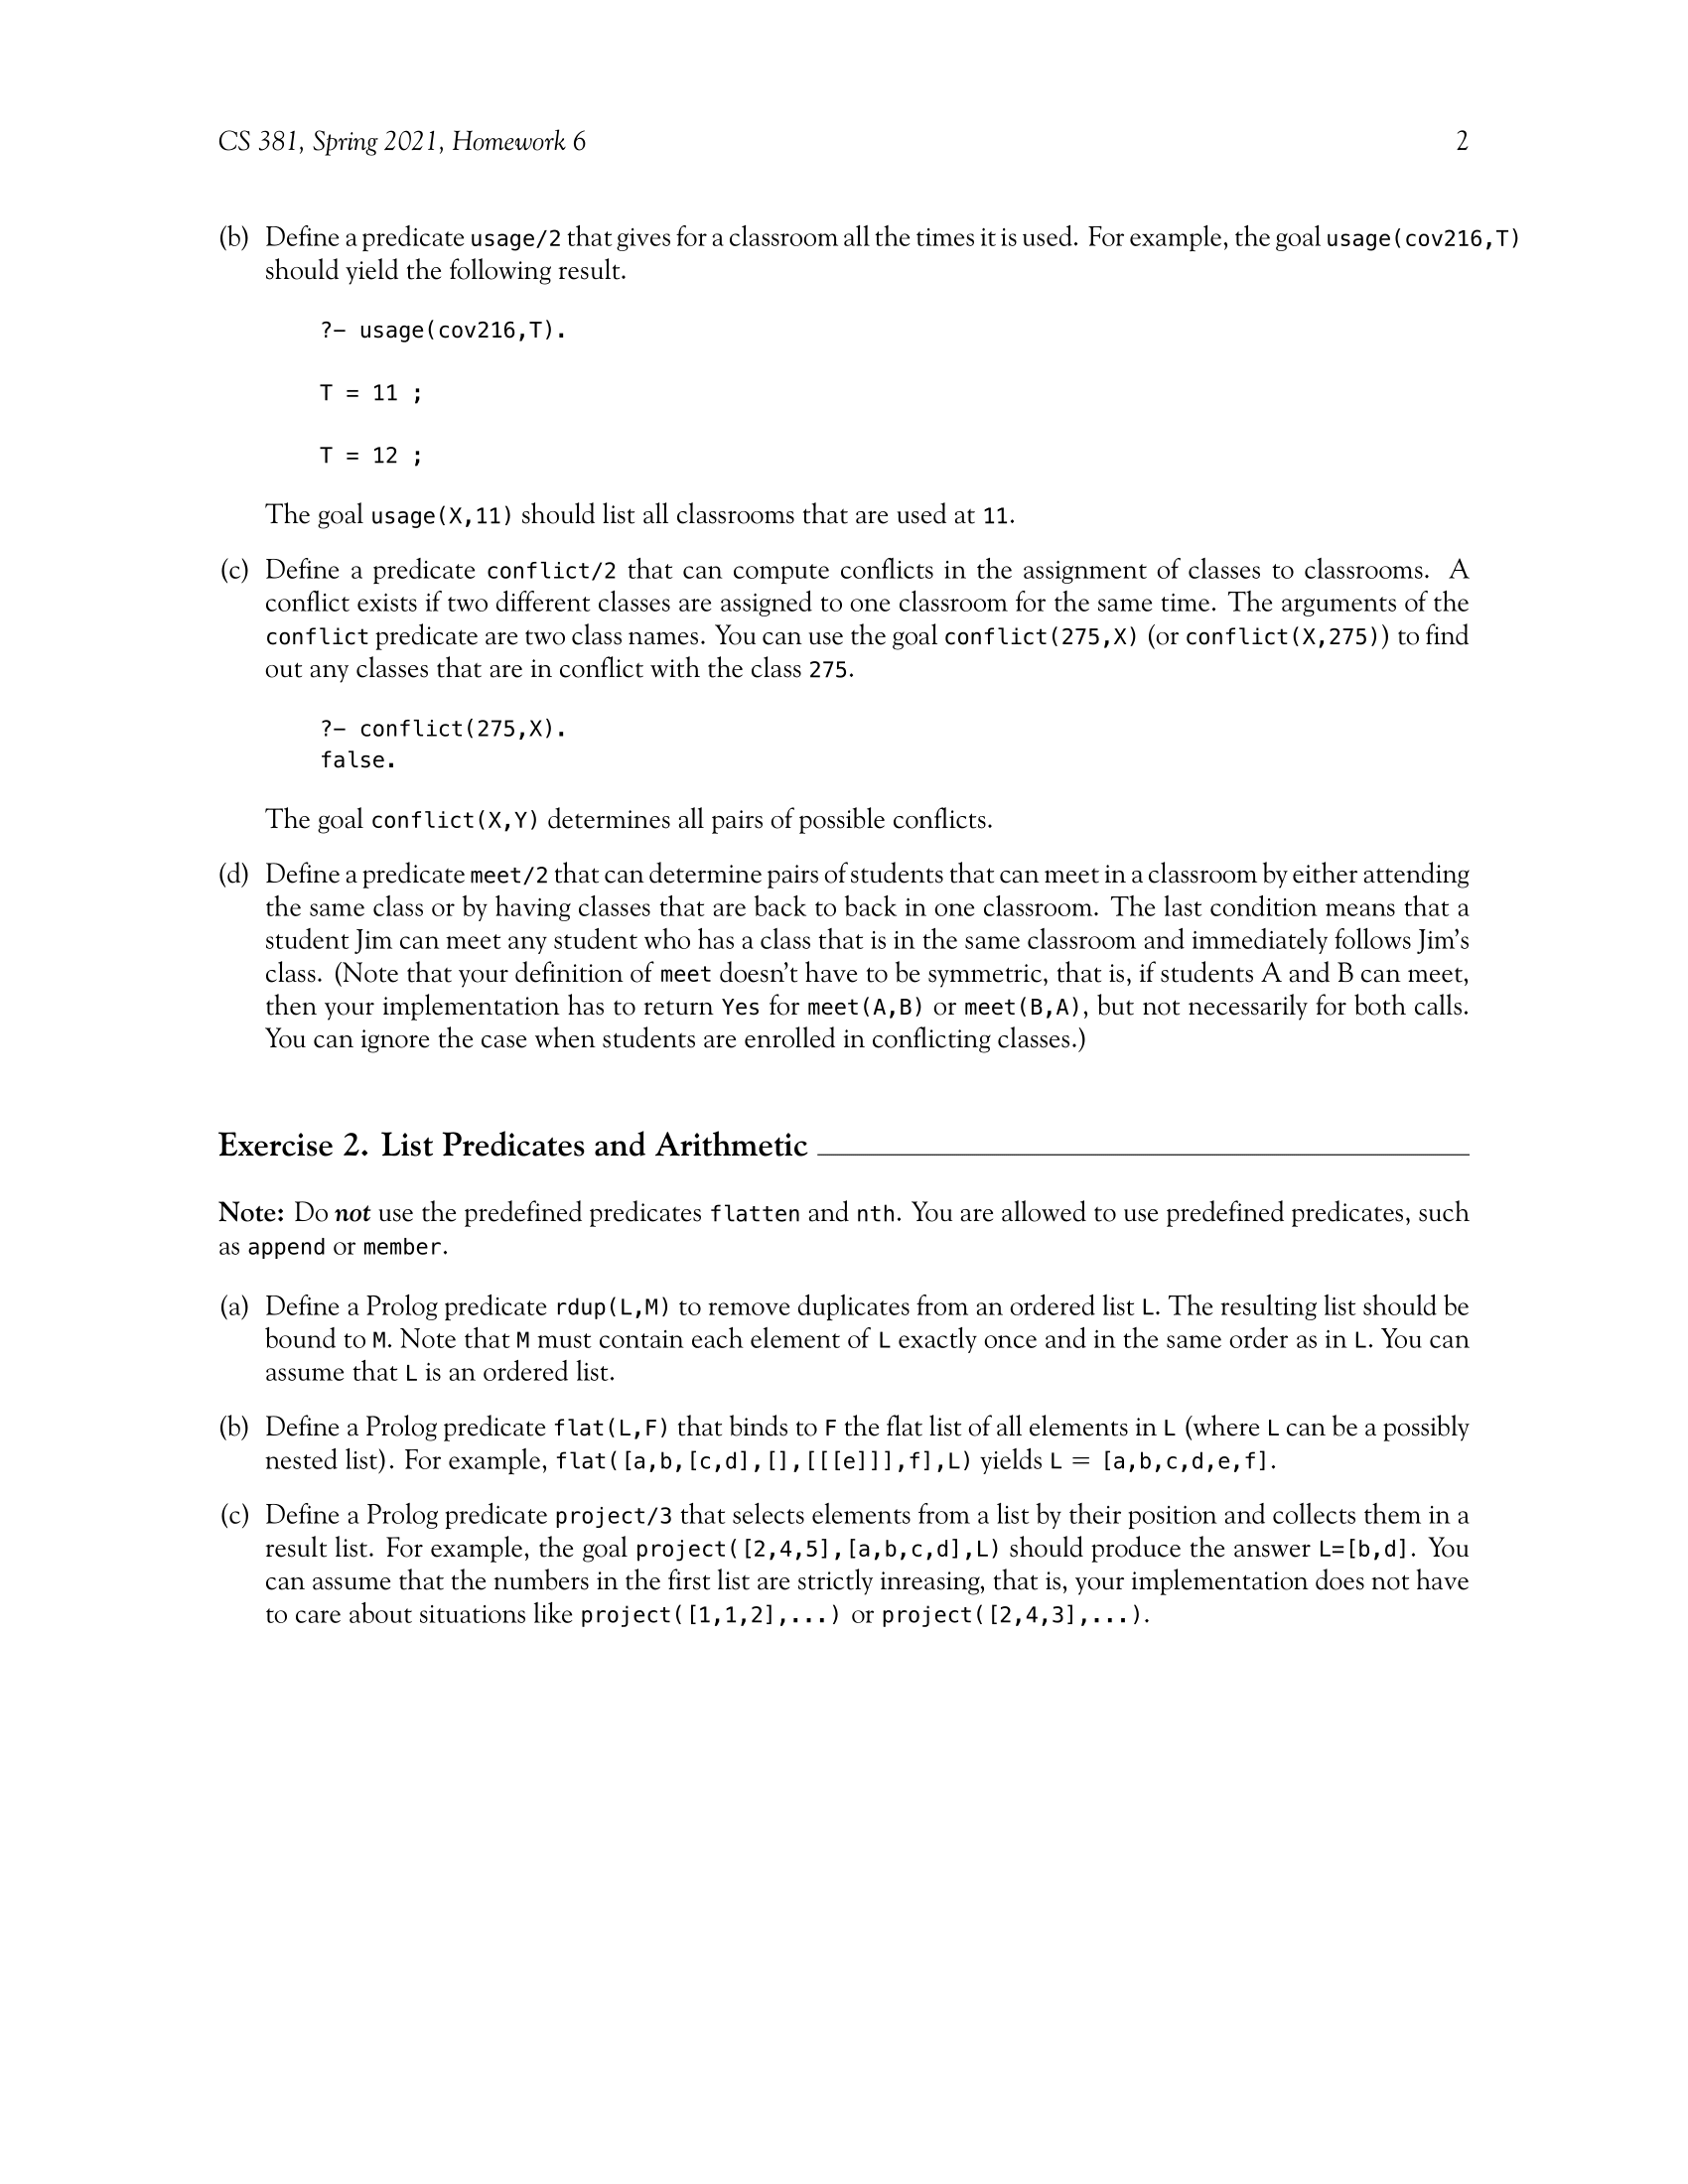 CS 381, Spring 2021, Homework 6 2
(b) Define a predicate usage/2 that gives for a classroom all the times it is used. For example, the goal usage(cov216,T)
should yield the following result.
?- usage(cov216,T).
T = 11 ;
T = 12 ;
The goal usage(X,11) should list all classrooms that are used at 11.
(c) Define a predicate conflict/2 that can compute conflicts in the assignment of classes to classrooms. A
conflict exists if two different classes are assigned to one classroom for the same time. The arguments of the
conflict predicate are two class names. You can use the goal conflict(275,X) (or conflict(X,275)) to find
out any classes that are in conflict with the class 275.
?- conflict(275,X).
false.
The goal conflict(X,Y) determines all pairs of possible conflicts.
(d) Define a predicate meet/2 that can determine pairs of students that can meet in a classroom by either attending
the same class or by having classes that are back to back in one classroom. The last condition means that a
student Jim can meet any student who has a class that is in the same classroom and immediately follows Jim's
class. (Note that your definition of meet doesn't have to be symmetric, that is, if students A and B can meet,
then your implementation has to return Yes for meet(A,B) or meet(B,A), but not necessarily for both calls.
You can ignore the case when students are enrolled in conflicting classes.)
Exercise 2. List Predicates and Arithmetic
Note: Do not use the predefined predicates flatten and nth. You are allowed to use predefined predicates, such
as append or member.
(a) Define a Prolog predicate rdup(L,M) to remove duplicates from an ordered list L. The resulting list should be
bound to M. Note that M must contain each element of L exactly once and in the same order as in L. You can
assume that L is an ordered list.
(b) Define a Prolog predicate flat(L,F) that binds to F the flat list of all elements in L (where L can be a possibly
nested list). For example, flat([a,b,[c,d],[],[[[e]]],f],L) yields L = [a,b,c,d,e,f].
(c) Define a Prolog predicate project/3 that selects elements from a list by their position and collects them in a
result list. For example, the goal project([2,4,5],[a,b,c,d],L) should produce the answer L=[b,d]. You
can assume that the numbers in the first list are strictly inreasing, that is, your implementation does not have
to care about situations like project([1,1,2],...) or project([2,4,3],...).